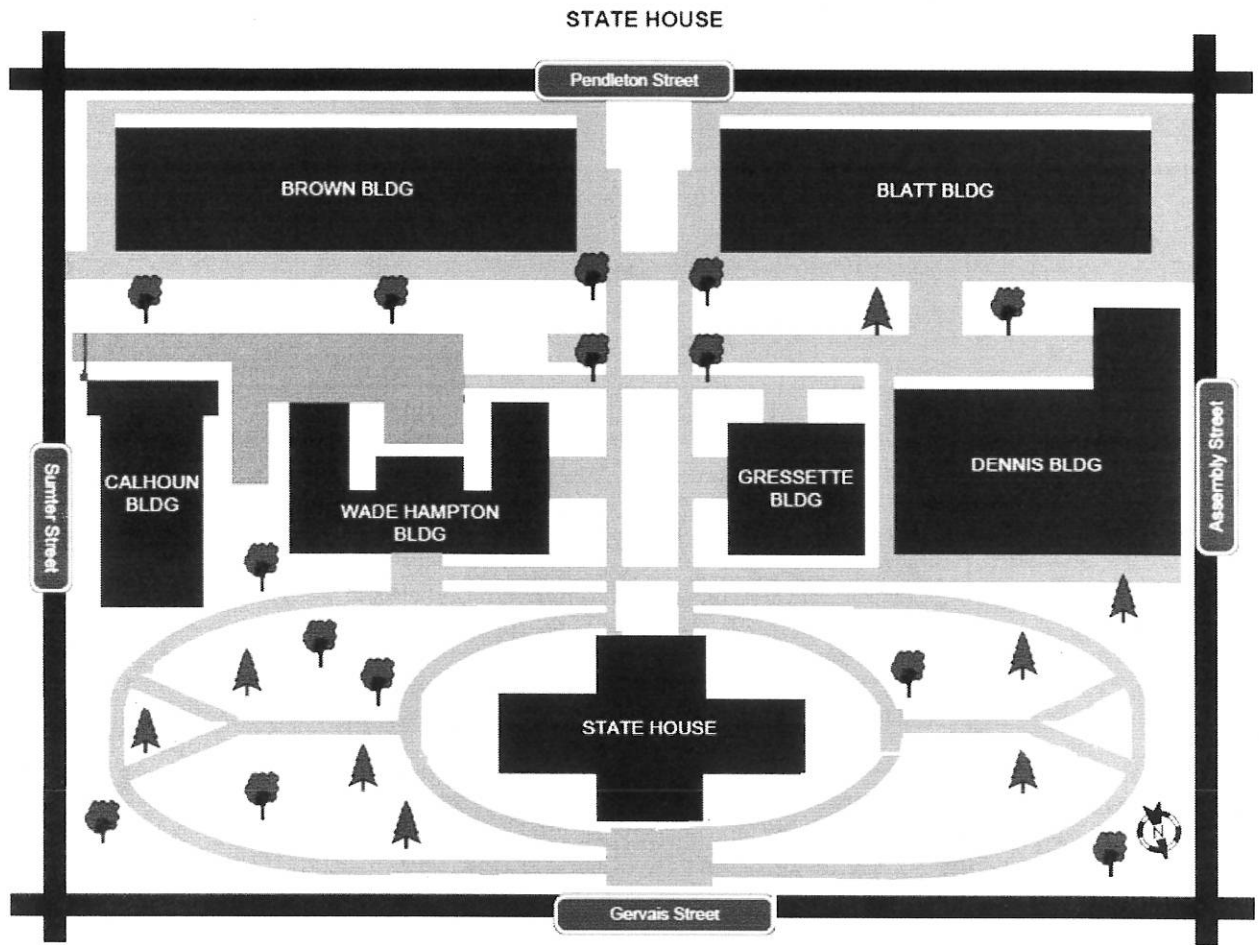 STATE HOUSE
Pendleton Street
BROWN BLDG
BLATT BLDG
CALHOUN
BLDG
WADE HAMPTON
BLDG
GRESSETTE
BLDG
DENNIS BLDG
Sumter Street
Assembly Street
STATE HOUSE
N
Gervais Street